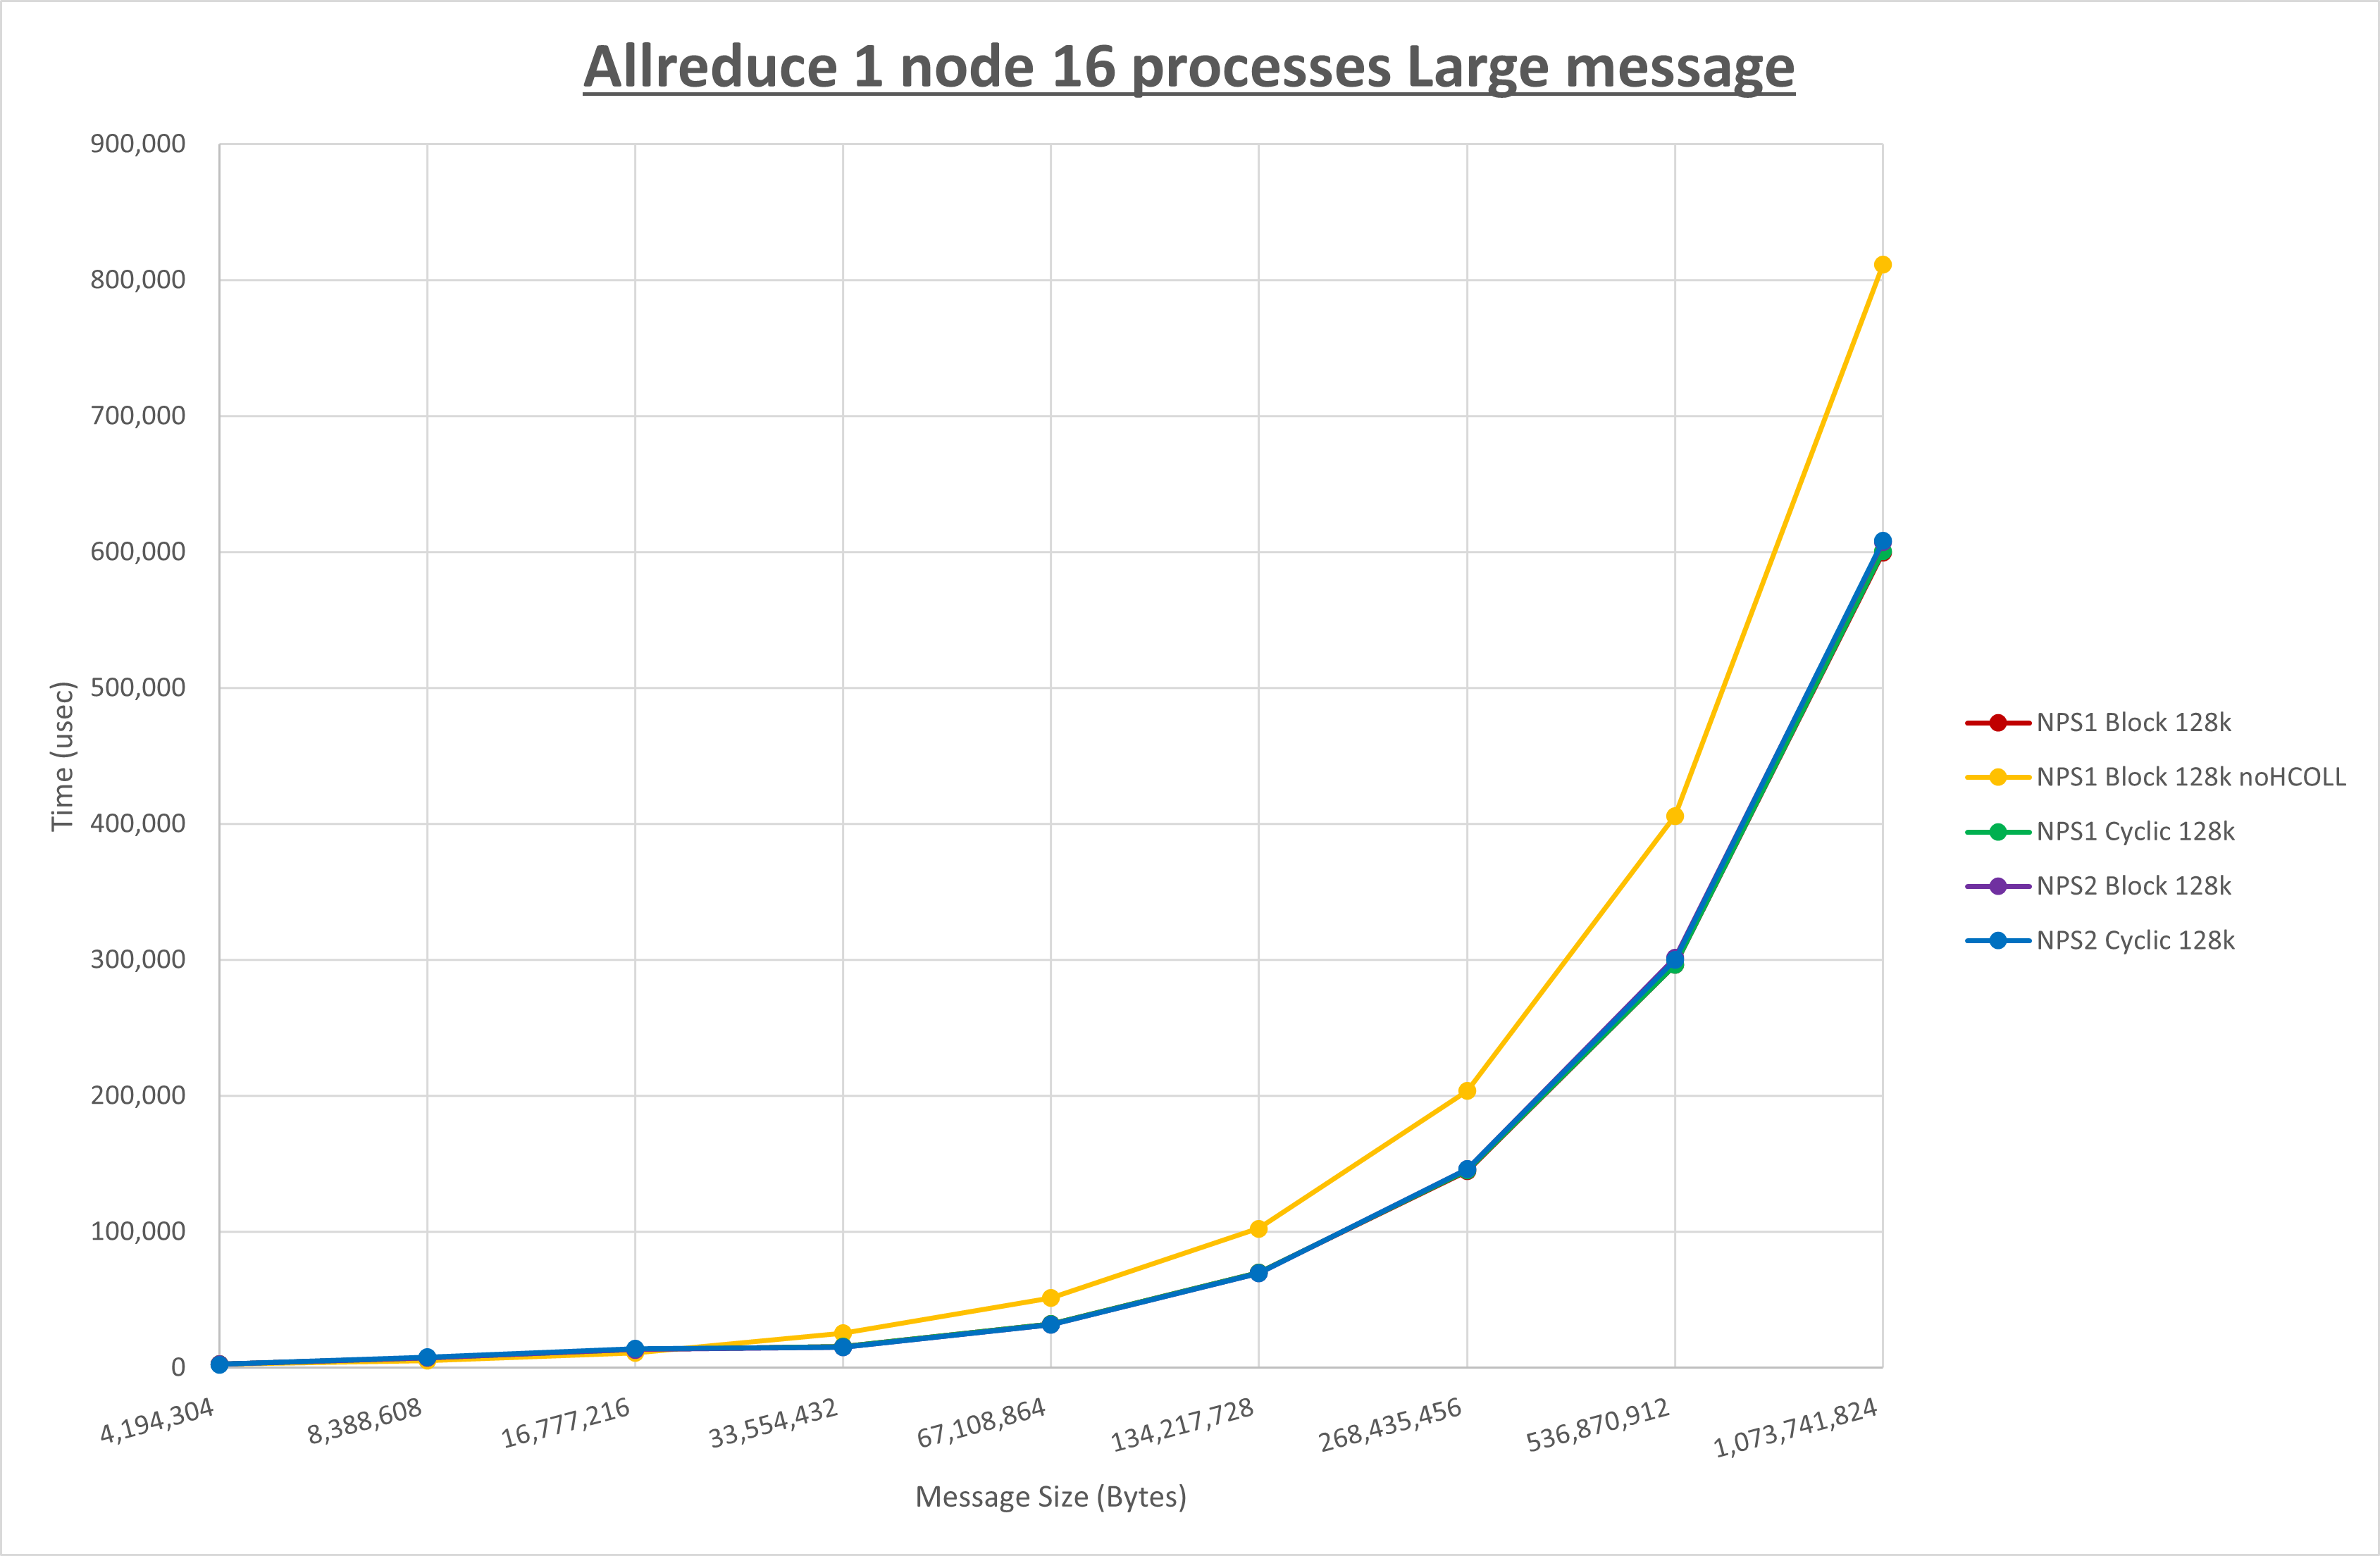 Allreduce 1 node 16 processes Large message
900,000
800,000
700,000
600,000
500,000
400,000
300,000
200,000
100,000
0
Time (usec)
4,194,304
8,388,608
16,777,216
33,554,432
67,108,864
134,217,728
268,435,456
536,870,912
1,073,741,824
Message Size (Bytes)
NPS1 Block 128k
NPS1 Block 128k noHCOLL
NPS1 Cyclic 128k
NPS2 Block 128k
NPS2 Cyclic 128k